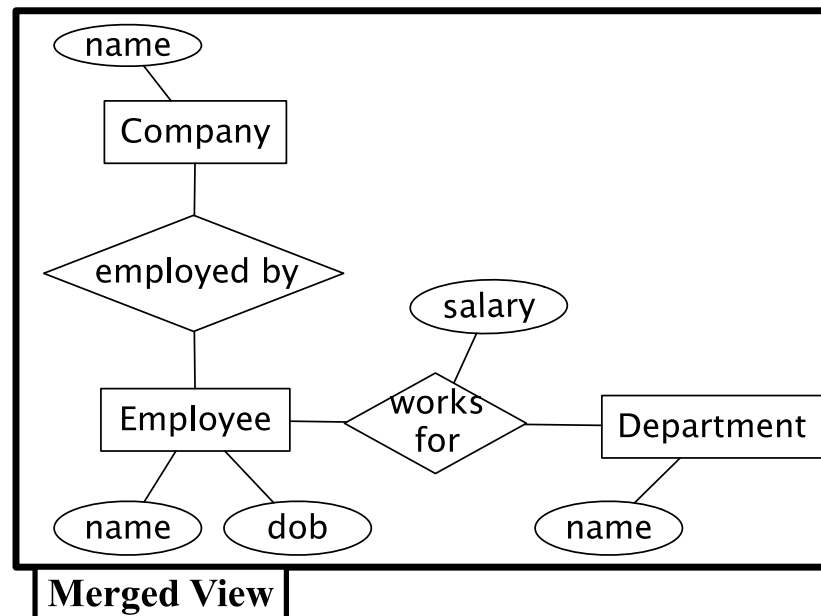 name
Company
employed by
salary
works
for
Employee
Department
name
dob
name
Merged View